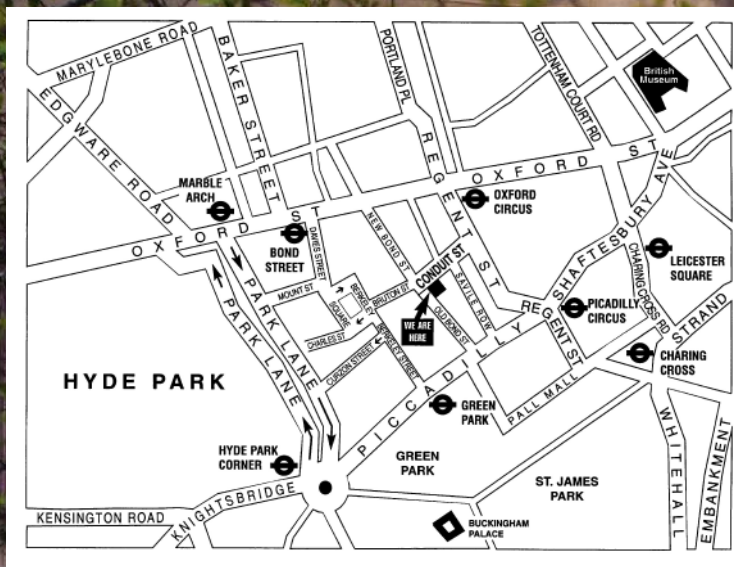 MARYLEBONE ROAD
BAKER STREET
PORTLAND PL
TOTTENHAM COURT RD
British
Museum
EDGWARE ROAD
OXFORD ST
MARBLE
ARCH
OXFORD
CIRCUS
REGENT ST
SHAFTESBURY AVE
OXFORD ST
BOND
STREET
DAVIES STREET
NEW BOND ST
CONDUIT ST
SAVILE ROW
LEICESTER
SQUARE
CHARING CROSS RD
MOUNT ST
BERKELEY
SQUARE
BRUTON ST
OLD BOND ST
WE ARE
HERE
REGENT ST
PICADILLY
CIRCUS
STRAND
PARK LANE
PARK LANE
CHARLES ST
CURZON STREET
BERKELEY STREET
CHARING
CROSS
HYDE PARK
PICCADILLY
PALL MALL
GREEN
PARK
HYDE PARK
CORNER
GREEN
PARK
ST. JAMES
PARK
WHITEHALL
EMBANKMENT
KENSINGTON ROAD
KNIGHTSBRIDGE
BUCKINGHAM
PALACE